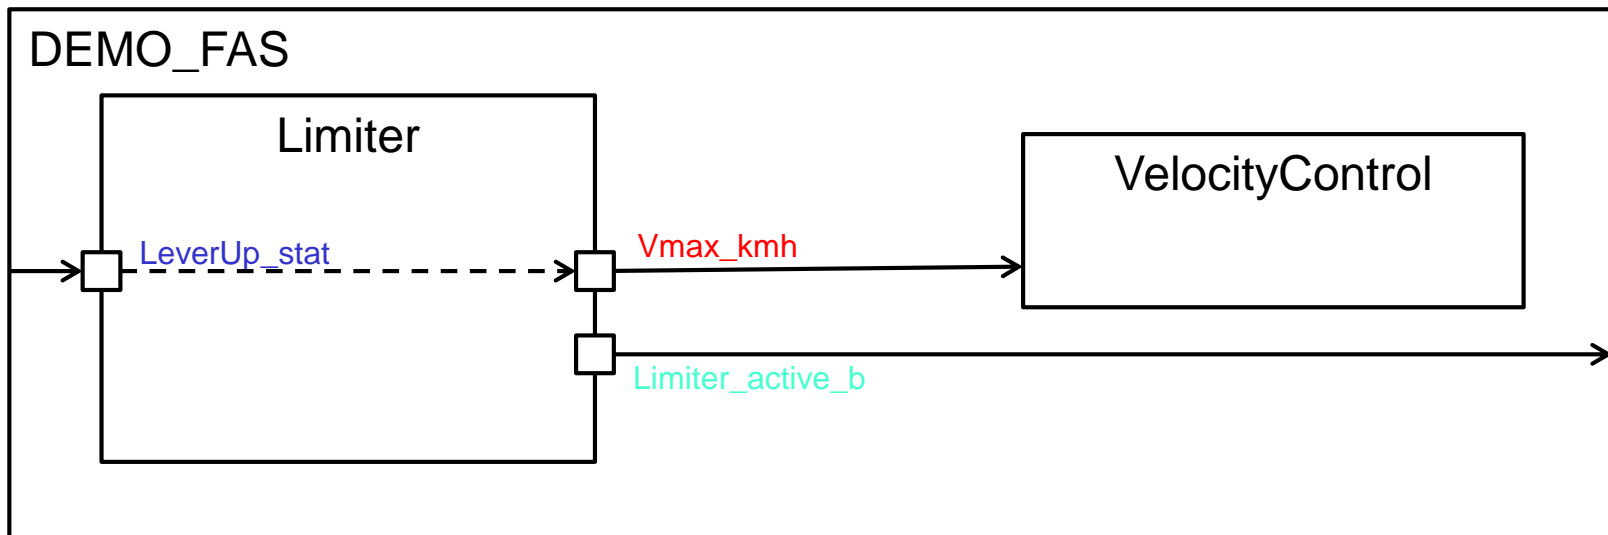 DEMO_FAS
Limiter
VelocityControl
LeverUp_stat
Vmax_kmh
Limiter_active_b